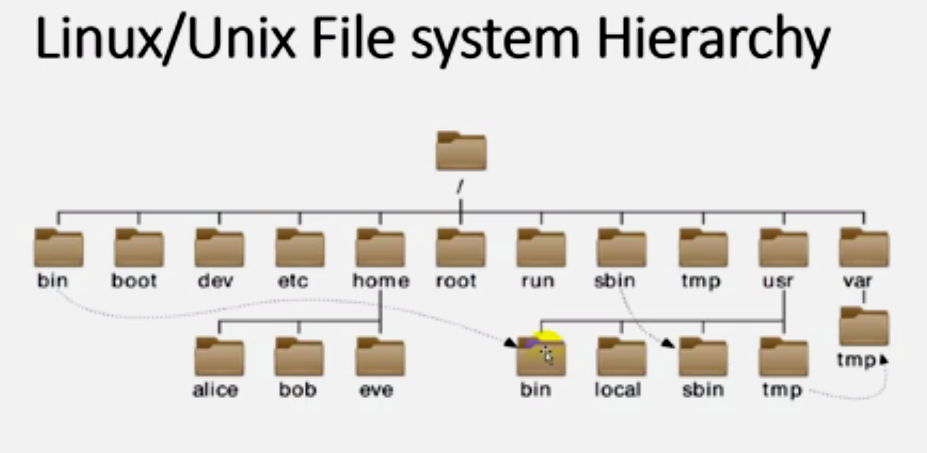 Linux/Unix File system Hierarchy
/
bin boot dev etc home root run sbin tmp usr var
tmp
alice bob eve bin local sbin tmp